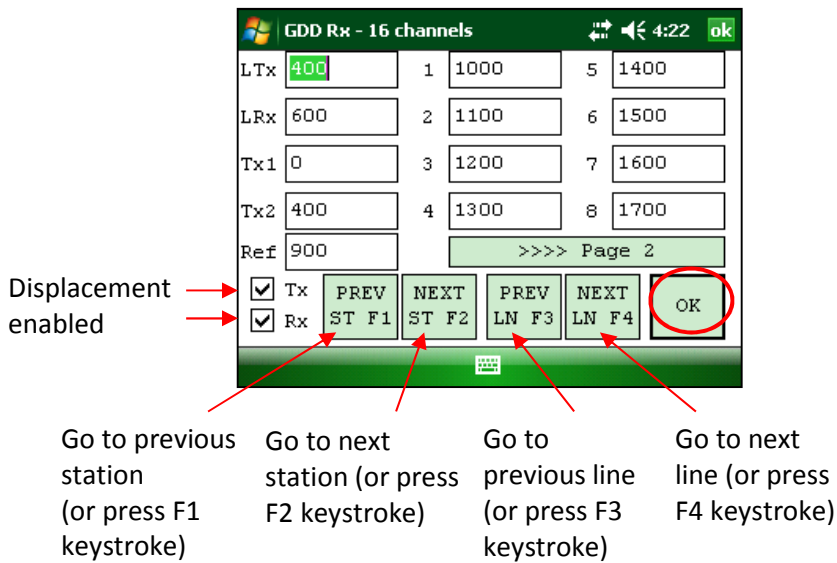 GDD Rx - 16 channels 4:22 ok
LTx 400 1 1000 5 1400
LRx 600 2 1100 6 1500
Tx1 0 3 1200 7 1600
Tx2 400 4 1300 8 1700
Ref 900 >>>> Page 2
Displacement
enabled
Tx
Rx
PREV
ST F1
NEXT
ST F2
PREV
LN F3
NEXT
LN F4
OK
Go to previous
station
(or press F1
keystroke)
Go to next
station (or press
F2 keystroke)
Go to
previous line
(or press F3
keystroke)
Go to next
line (or press
F4 keystroke)